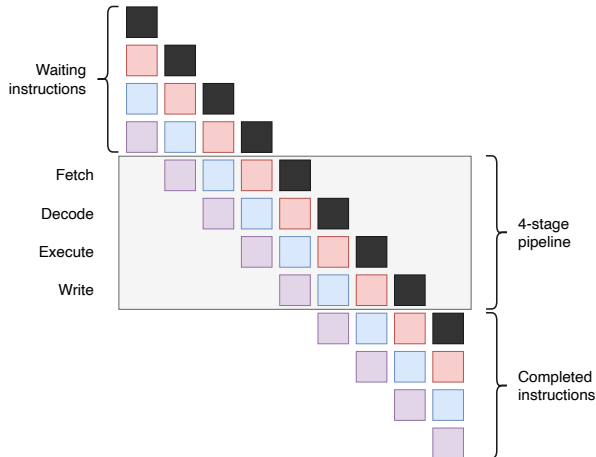 Waiting
instructions
Fetch
Decode
Execute
Write
4-stage
pipeline
Completed
instructions